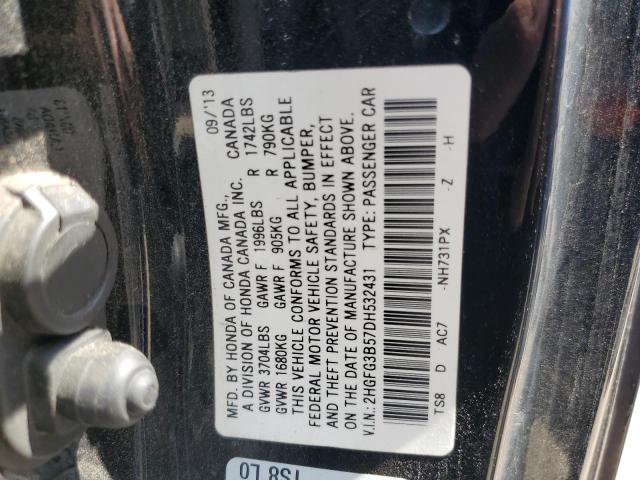 MFD. BY HONDA OF CANADA MFG., 09/'13
A DIVISION OF HONDA CANADA INC. CANADA
GVWR 3704LBS GAWR F 1996LBS R 1742LBS
GVWR 1680KG GAWR F 905KG R 790KG
THIS VEHICLE CONFORMS TO ALL APPLICABLE
FEDERAL MOTOR VEHICLE SAFETY, BUMPER,
AND THEFT PREVENTION STANDARDS IN EFFECT
ON THE DATE OF MANUFACTURE SHOWN ABOVE.
V.I.N.: 2HGFG3B57DH532431 TYPE: PASSENGER CAR
TS8 D AC7 -NH731PX -Z -H
TS8 L0